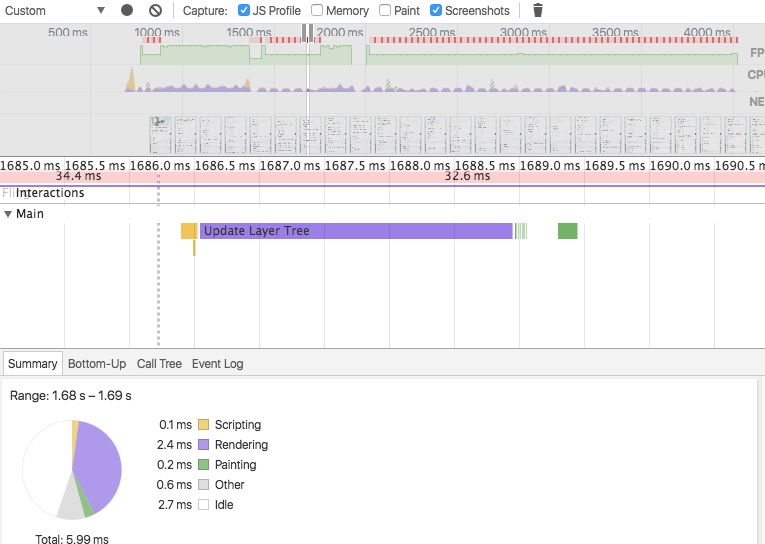 Custom ▼ Capture: JS Profile Memory Paint Screenshots
500 ms 1000 ms 1500 ms 2000 ms 2500 ms 3000 ms 3500 ms 4000 ms
FP
CPU
NE
1685.0 ms 1685.5 ms 1686.0 ms 1686.5 ms 1687.0 ms 1687.5 ms 1688.0 ms 1688.5 ms 1689.0 ms 1689.5 ms 1690.0 ms 1690.5 m
34.4 ms 32.6 ms
Interactions
▼ Main
Update Layer Tree
Summary Bottom-Up Call Tree Event Log
Range: 1.68 s – 1.69 s
0.1 ms Scripting
2.4 ms Rendering
0.2 ms Painting
0.6 ms Other
2.7 ms Idle
Total: 5.99 ms